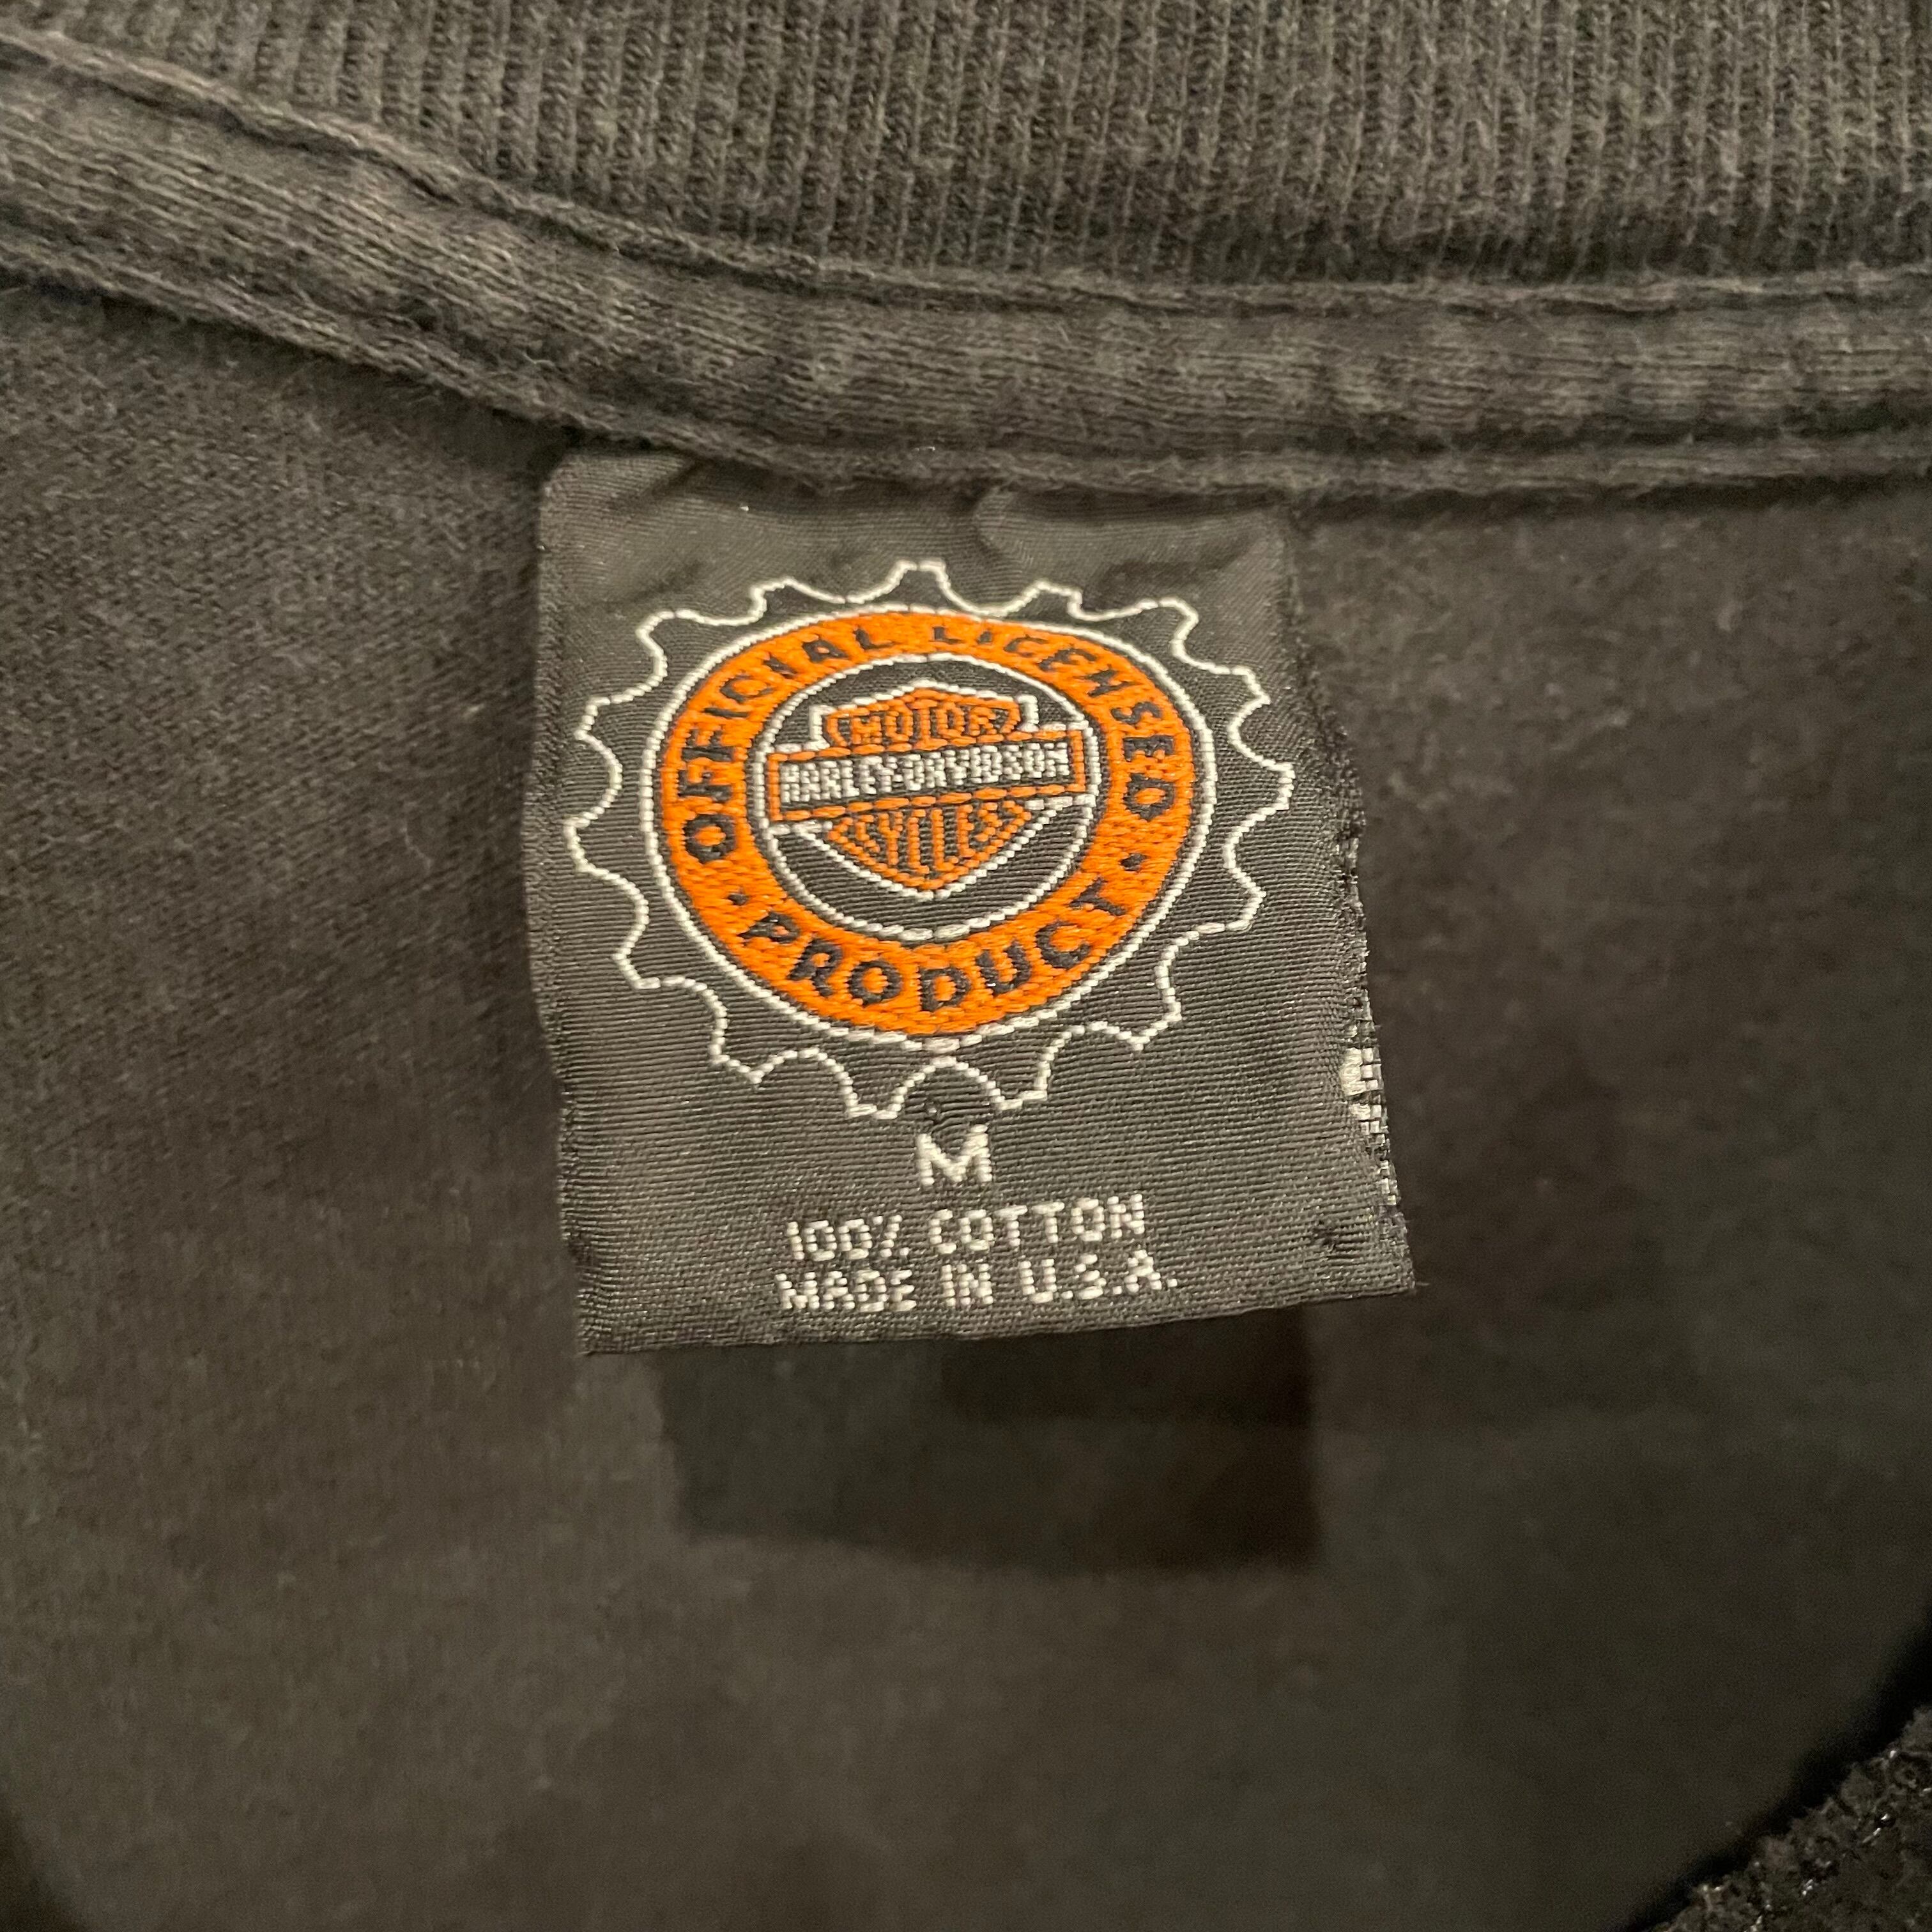 OFFICIAL LICENSED
MOTOR
HARLEY-DAVIDSON
CYCLES
PRODUCT
M
100% COTTON
MADE IN U.S.A.